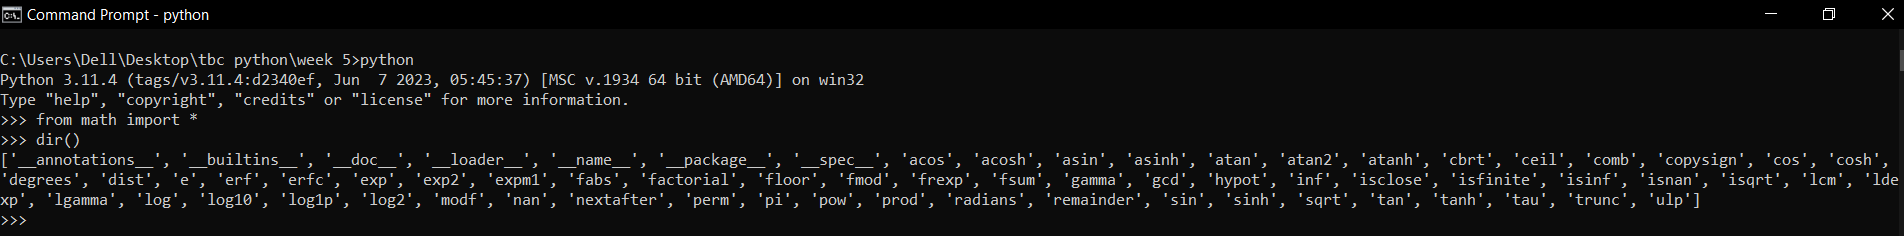 Command Prompt - python
C:\Users\Dell\Desktop\tbc python\week 5>python
Python 3.11.4 (tags/v3.11.4:d2340ef, Jun  7 2023, 05:45:37) [MSC v.1934 64 bit (AMD64)] on win32
Type "help", "copyright", "credits" or "license" for more information.
>>> from math import *
>>> dir()
['__annotations__', '__builtins__', '__doc__', '__loader__', '__name__', '__package__', '__spec__', 'acos', 'acosh', 'asin', 'asinh', 'atan', 'atan2', 'atanh', 'cbrt', 'ceil', 'comb', 'copysign', 'cos', 'cosh',
'degrees', 'dist', 'e', 'erf', 'erfc', 'exp', 'exp2', 'expm1', 'fabs', 'factorial', 'floor', 'fmod', 'frexp', 'fsum', 'gamma', 'gcd', 'hypot', 'inf', 'isclose', 'isfinite', 'isinf', 'isnan', 'isqrt', 'lcm', 'lde
xp', 'lgamma', 'log', 'log10', 'log1p', 'log2', 'modf', 'nan', 'nextafter', 'perm', 'pi', 'pow', 'prod', 'radians', 'remainder', 'sin', 'sinh', 'sqrt', 'tan', 'tanh', 'tau', 'trunc', 'ulp']
>>>